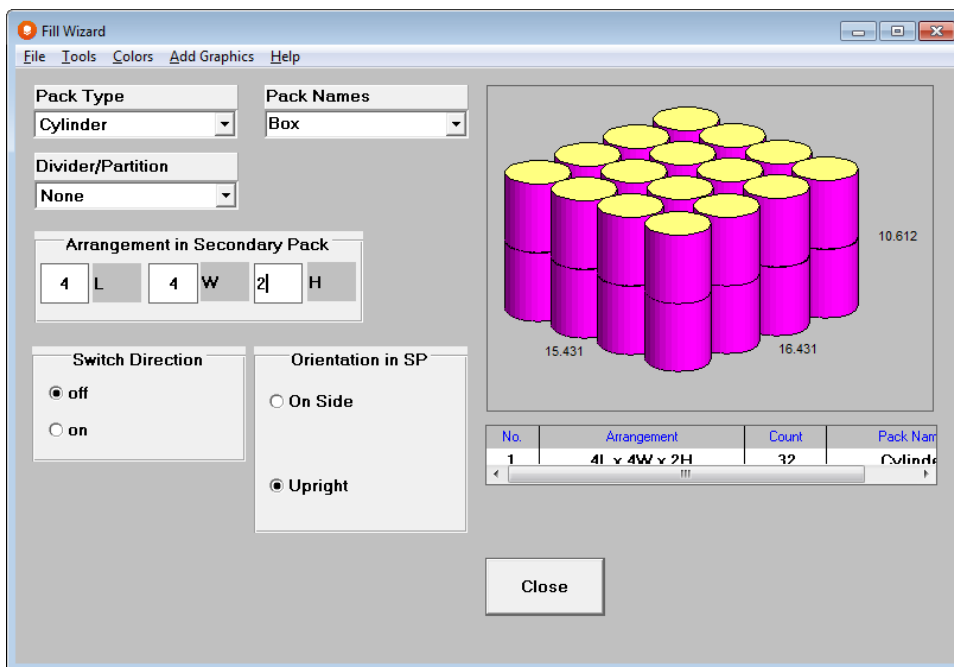 Fill Wizard
File Tools Colors Add Graphics Help
Pack Type
Cylinder
Pack Names
Box
Divider/Partition
None
Arrangement in Secondary Pack
4 L 4 W 2 H
Switch Direction
off
on
Orientation in SP
On Side
Upright
10.612
15.431
16.431
No. Arrangement Count Pack Nam
1 4L x 4W x 2H 32 Cylinde
Close